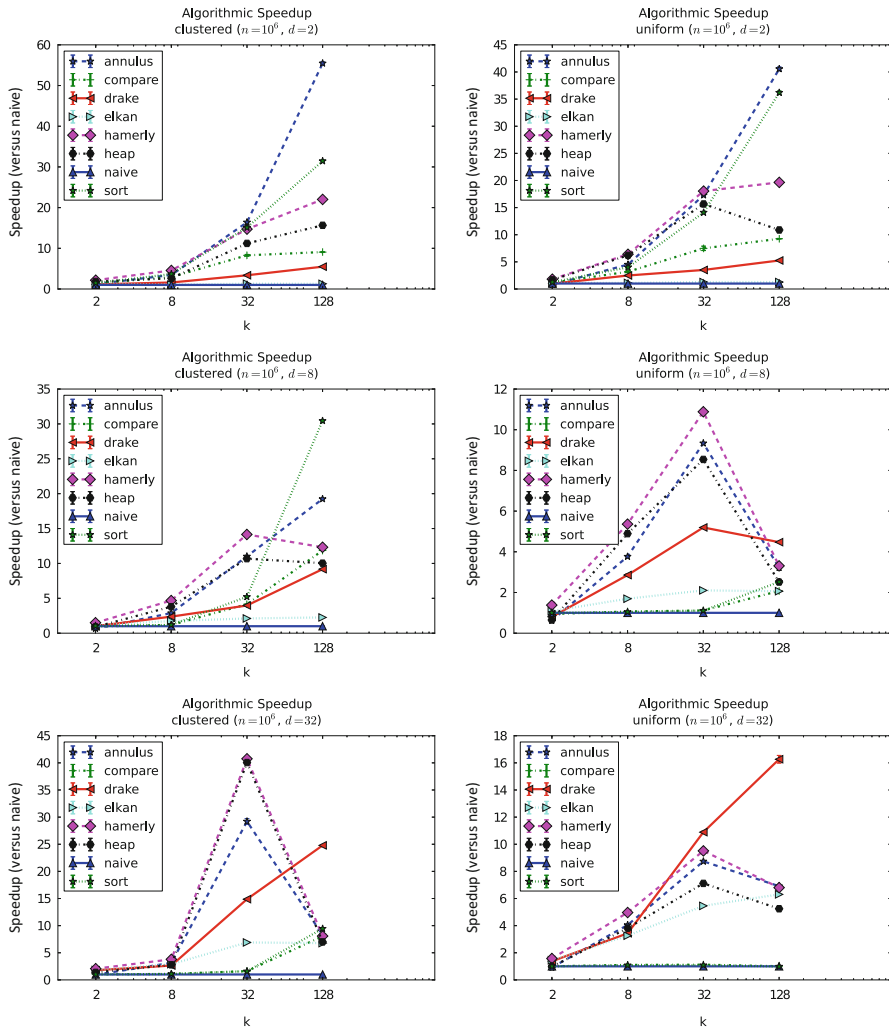 Algorithmic Speedup
clustered (n=10⁶, d=2)
Speedup (versus naive)
60
50
40
30
20
10
0
annulus
compare
drake
elkan
hamerly
heap
naive
sort
2 8 32 128
k
Algorithmic Speedup
uniform (n=10⁶, d=2)
Speedup (versus naive)
45
40
35
30
25
20
15
10
5
0
annulus
compare
drake
elkan
hamerly
heap
naive
sort
2 8 32 128
k
Algorithmic Speedup
clustered (n=10⁶, d=8)
Speedup (versus naive)
35
30
25
20
15
10
5
0
annulus
compare
drake
elkan
hamerly
heap
naive
sort
2 8 32 128
k
Algorithmic Speedup
uniform (n=10⁶, d=8)
Speedup (versus naive)
12
10
8
6
4
2
0
annulus
compare
drake
elkan
hamerly
heap
naive
sort
2 8 32 128
k
Algorithmic Speedup
clustered (n=10⁶, d=32)
Speedup (versus naive)
45
40
35
30
25
20
15
10
5
0
annulus
compare
drake
elkan
hamerly
heap
naive
sort
2 8 32 128
k
Algorithmic Speedup
uniform (n=10⁶, d=32)
Speedup (versus naive)
18
16
14
12
10
8
6
4
2
0
annulus
compare
drake
elkan
hamerly
heap
naive
sort
2 8 32 128
k